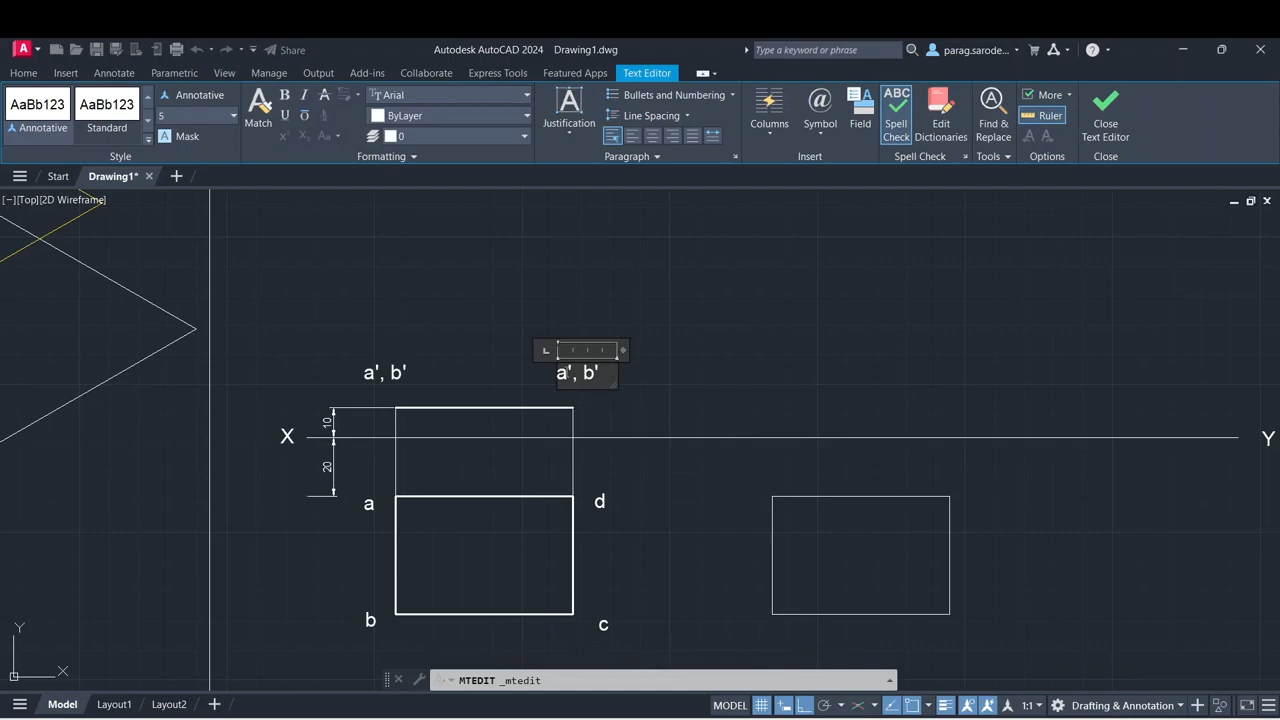 Share
Autodesk AutoCAD 2024 Drawing1.dwg
Type a keyword or phrase
parag.sarode...
Home Insert Annotate Parametric View Manage Output Add-ins Collaborate Express Tools Featured Apps Text Editor
AaBb123 AaBb123 Annotative Arial Bullets and Numbering More
Annotative Standard 5 Match ByLayer Justification Line Spacing Columns Symbol Field Spell Check Edit Dictionaries Find & Replace Ruler Close Text Editor
Mask 0
Style Formatting Paragraph Insert Spell Check Tools Options Close
Start Drawing1*
[−][Top][2D Wireframe]
a', b' a', b'
10
X Y
20
a d
b c
Y
X
MTEDIT _mtedit
Model Layout1 Layout2 MODEL 1:1 Drafting & Annotation